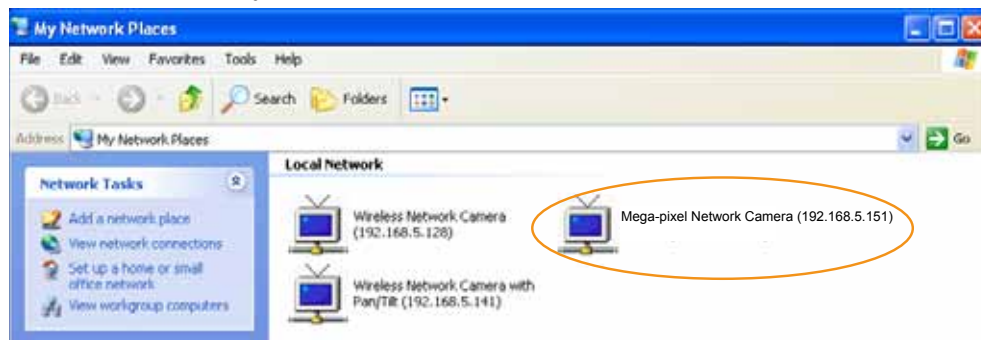 My Network Places
File Edit View Favorites Tools Help
Back Search Folders
Address My Network Places Go
Local Network
Network Tasks
Add a network place
View network connections
Set up a home or small
office network
View workgroup computers
Wireless Network Camera
(192.168.5.128)
Mega-pixel Network Camera (192.168.5.151)
Wireless Network Camera with
Pan/Tilt (192.168.5.141)